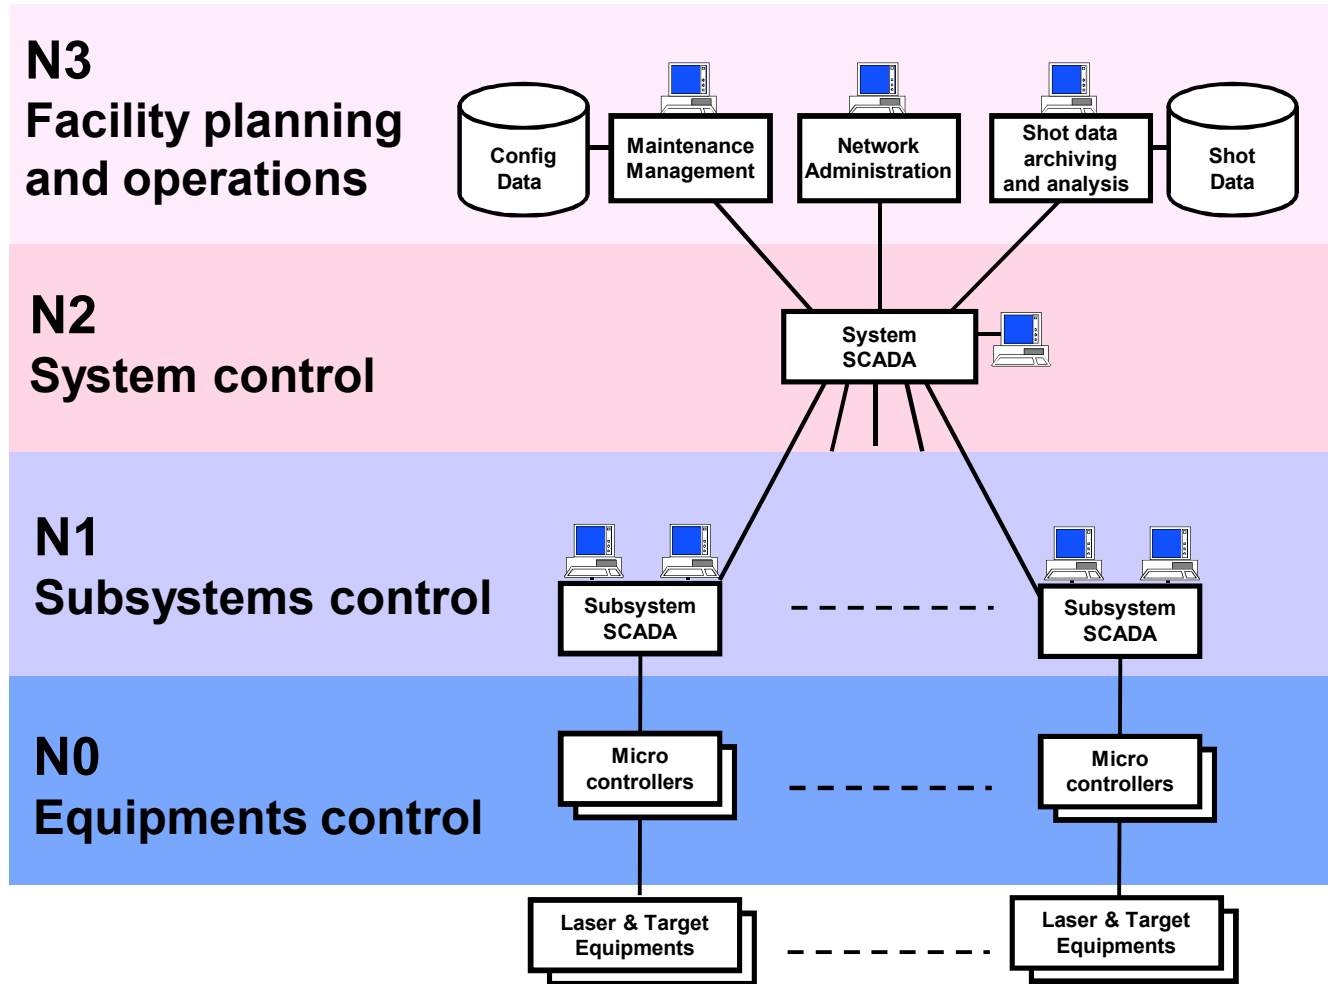 N3
Facility planning
and operations
Config
Data
Maintenance
Management
Network
Administration
Shot data
archiving
and analysis
Shot
Data
N2
System control
System
SCADA
N1
Subsystems control
Subsystem
SCADA
Subsystem
SCADA
N0
Equipments control
Micro
controllers
Micro
controllers
Laser & Target
Equipments
Laser & Target
Equipments